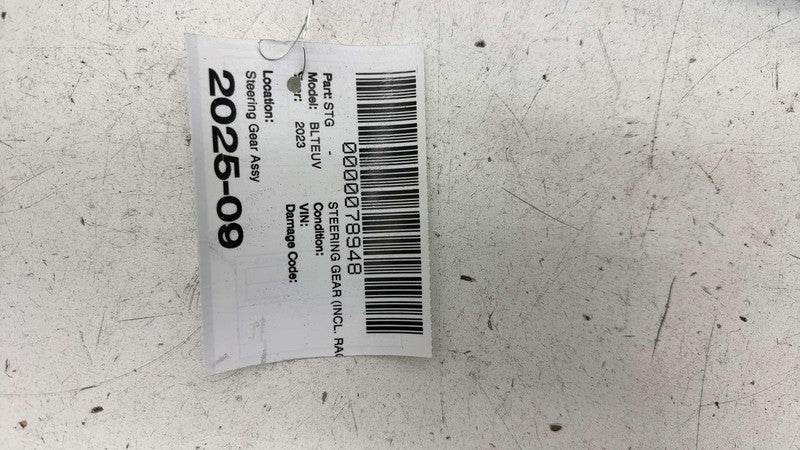 0000078948
Part: STG - STEERING GEAR (INCL. RAC
Model: BLTEUV Condition:
2023 VIN:
Damage Code:
Location:
Steering Gear Assy
2025-09